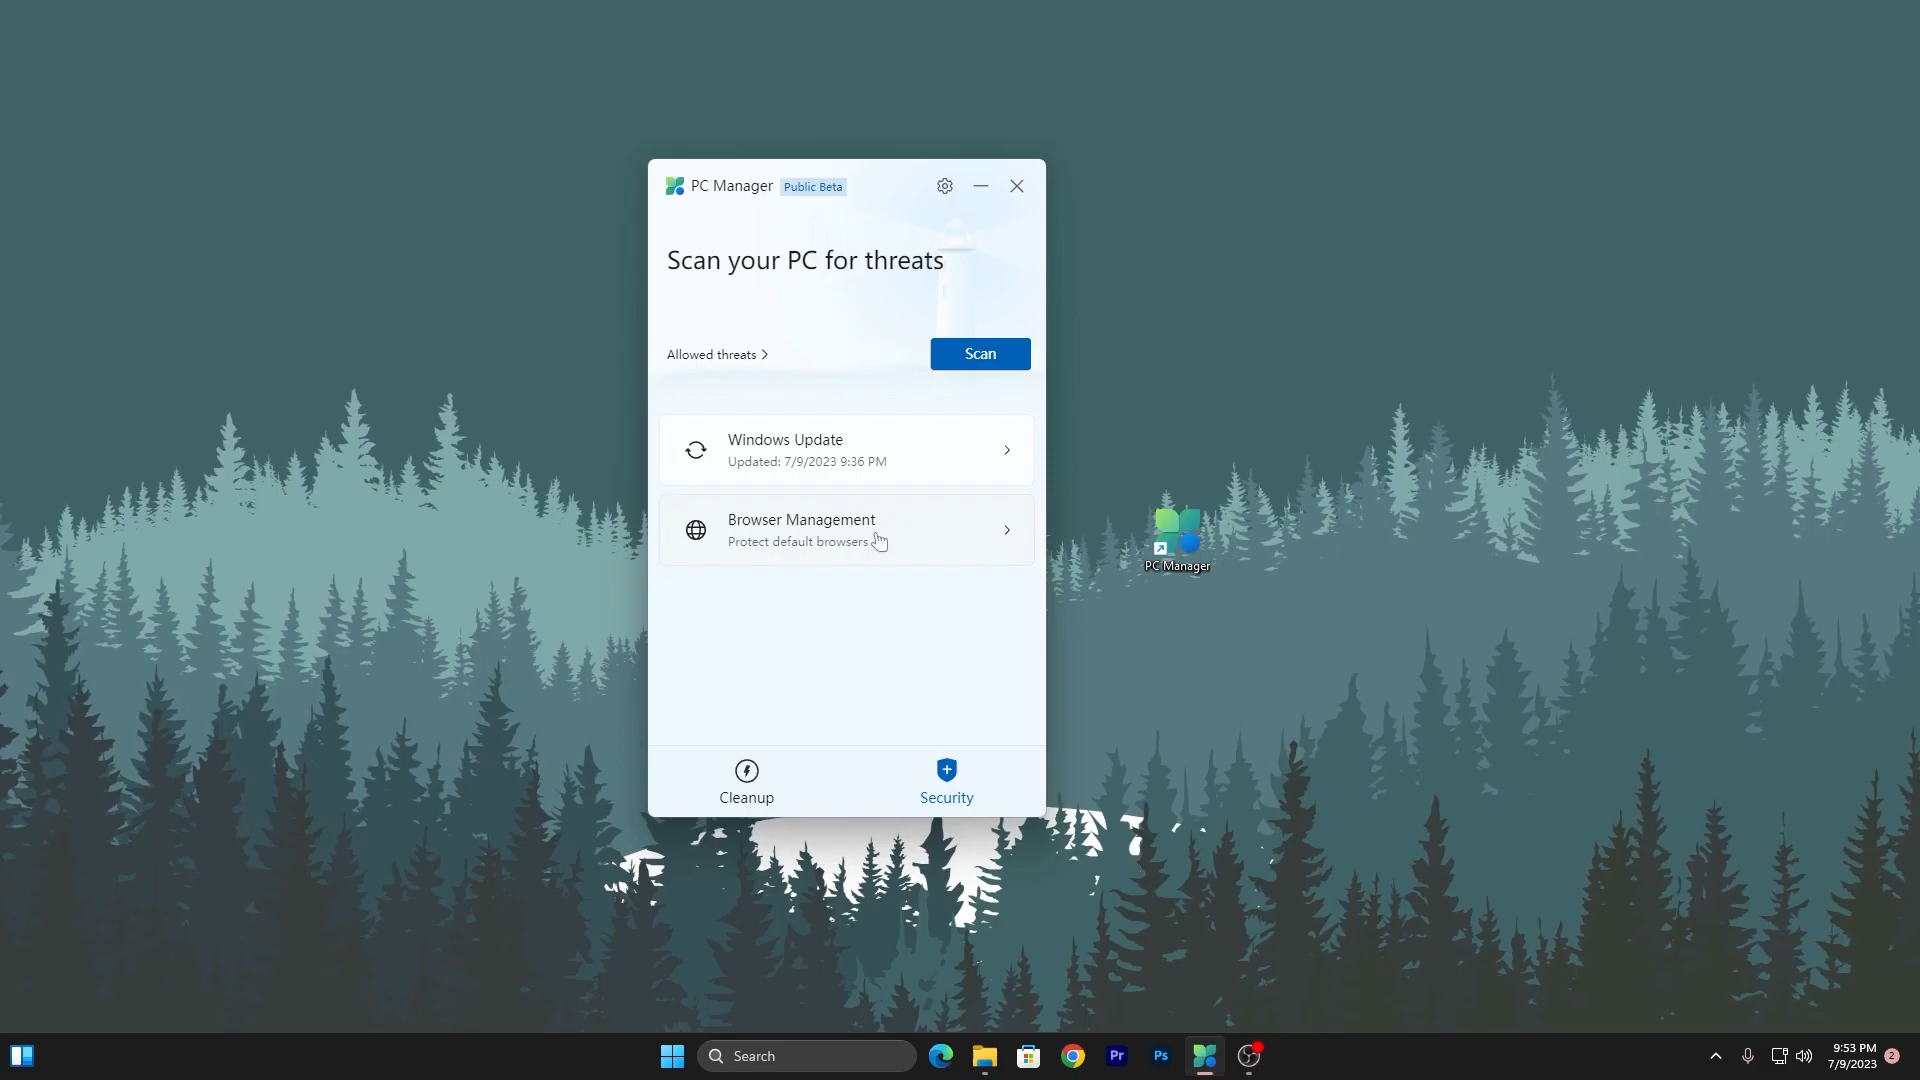 PC Manager Public Beta
Scan your PC for threats
Allowed threats
Scan
Windows Update
Updated: 7/9/2023 9:36 PM
Browser Management
Protect default browsers
Cleanup
Security
PC Manager
Search
Pr
Ps
9:53 PM
7/9/2023
2